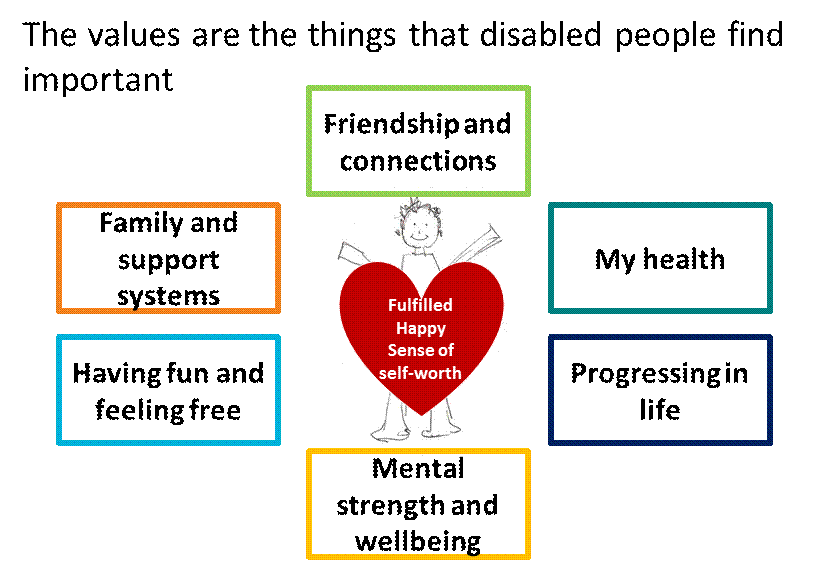 The values are the things that disabled people find
important
Friendship and
connections
Family and
support
systems
My health
Fulfilled
Happy
Sense of
self-worth
Having fun and
feeling free
Progressing in
life
Mental
strength and
wellbeing